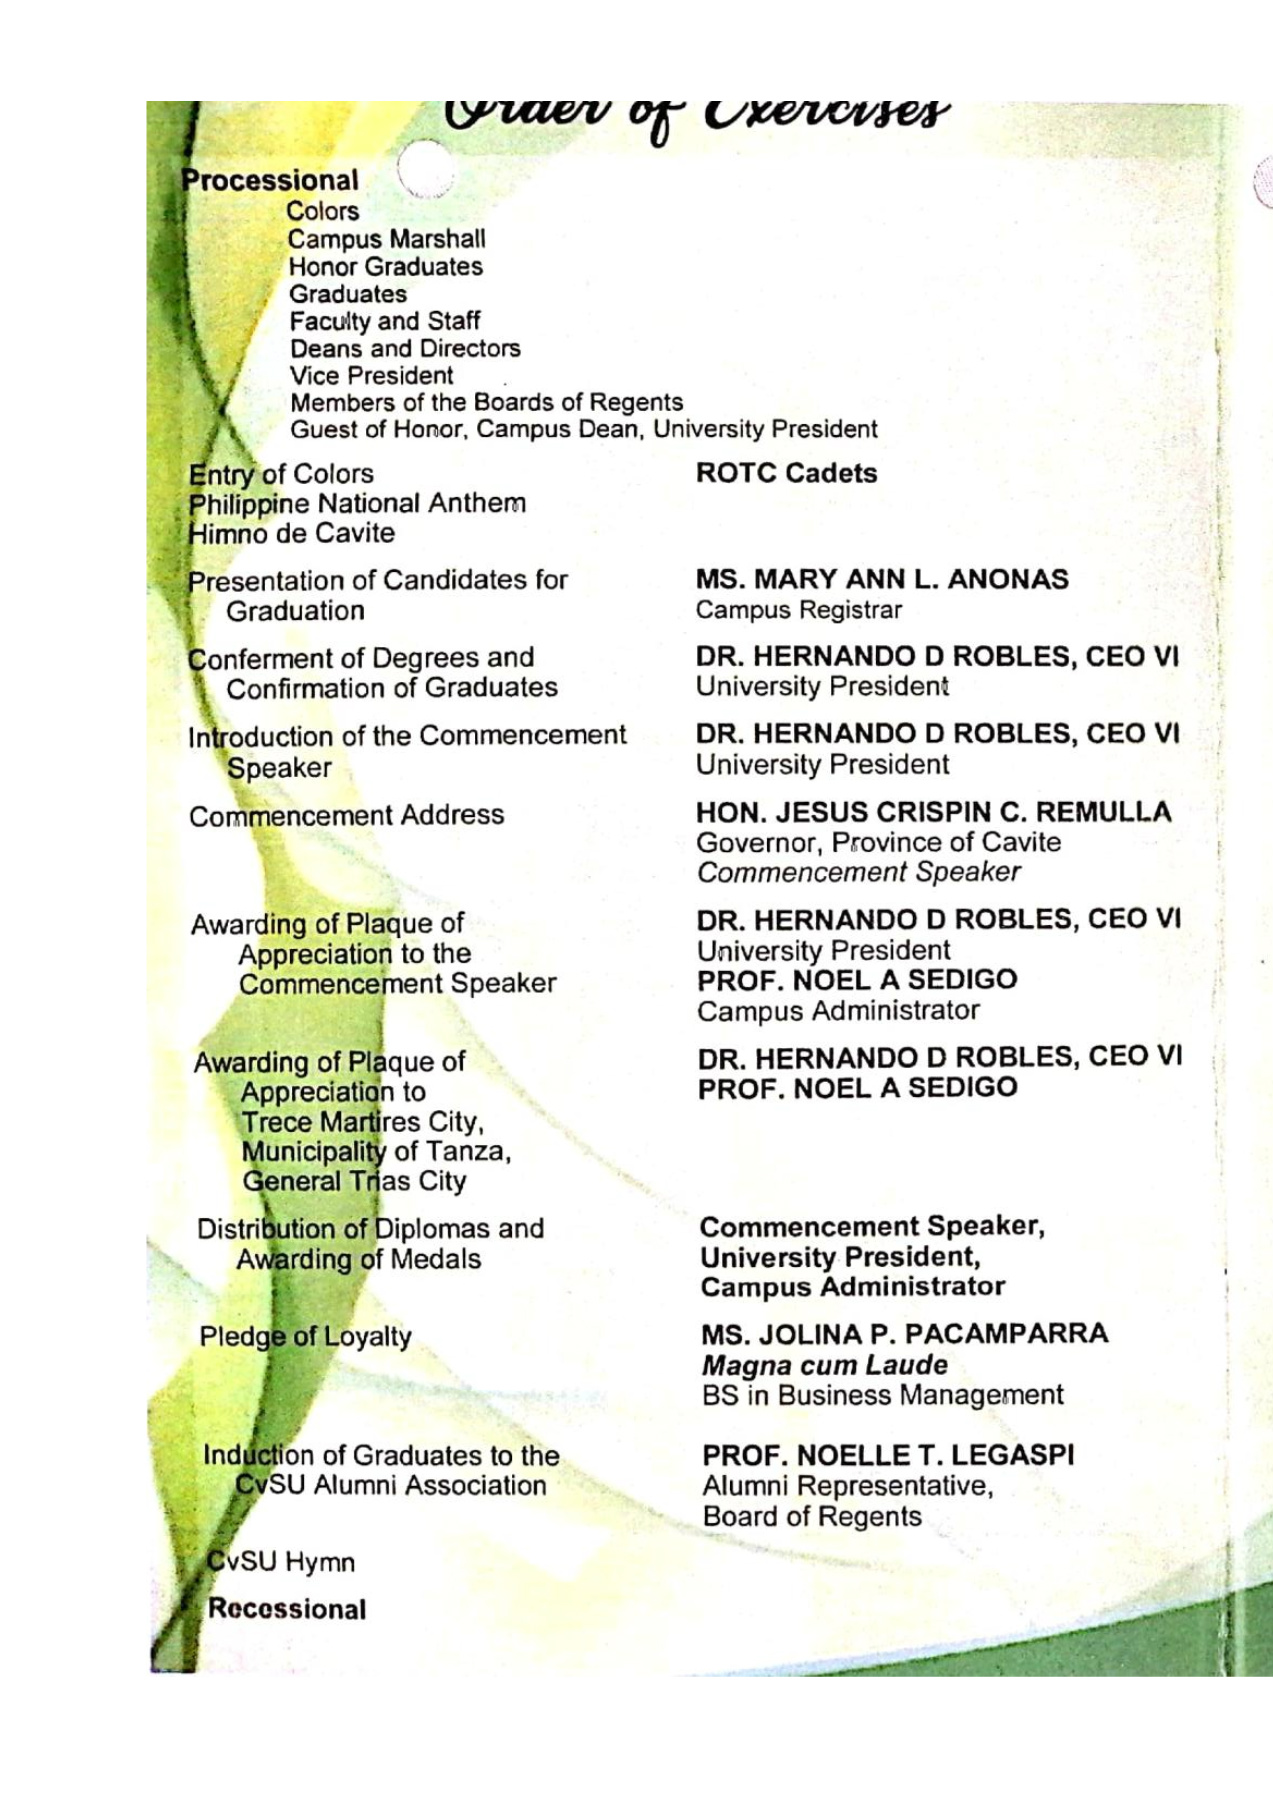 Order of Exercises
Processional
Colors
Campus Marshall
Honor Graduates
Graduates
Faculty and Staff
Deans and Directors
Vice President
Members of the Boards of Regents
Guest of Honor, Campus Dean, University President
Entry of Colors ROTC Cadets
Philippine National Anthem
Himno de Cavite
Presentation of Candidates for MS. MARY ANN L. ANONAS
Graduation Campus Registrar
Conferment of Degrees and DR. HERNANDO D ROBLES, CEO VI
Confirmation of Graduates University President
Introduction of the Commencement DR. HERNANDO D ROBLES, CEO VI
Speaker University President
Commencement Address HON. JESUS CRISPIN C. REMULLA
Governor, Province of Cavite
Commencement Speaker
Awarding of Plaque of DR. HERNANDO D ROBLES, CEO VI
Appreciation to the University President
Commencement Speaker PROF. NOEL A SEDIGO
Campus Administrator
Awarding of Plaque of DR. HERNANDO D ROBLES, CEO VI
Appreciation to PROF. NOEL A SEDIGO
Trece Martires City,
Municipality of Tanza,
General Trias City
Distribution of Diplomas and Commencement Speaker,
Awarding of Medals University President,
Campus Administrator
Pledge of Loyalty MS. JOLINA P. PACAMPARRA
Magna cum Laude
BS in Business Management
Induction of Graduates to the PROF. NOELLE T. LEGASPI
CvSU Alumni Association Alumni Representative,
Board of Regents
CvSU Hymn
Recessional